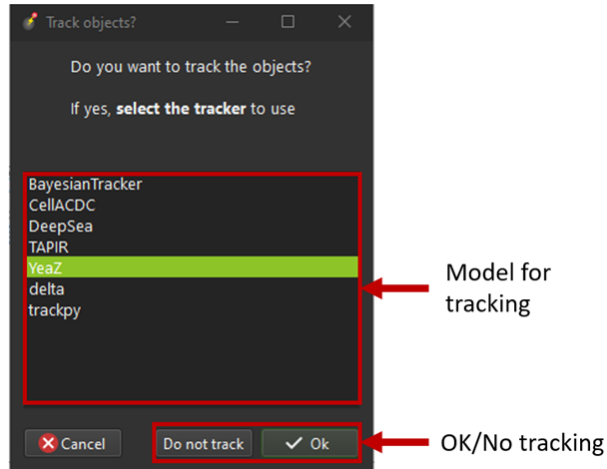 Track objects?
Do you want to track the objects?
If yes, select the tracker to use
BayesianTracker
CellACDC
DeepSea
TAPIR
YeaZ
delta
trackpy
Model for
tracking
Cancel
Do not track
Ok
OK/No tracking